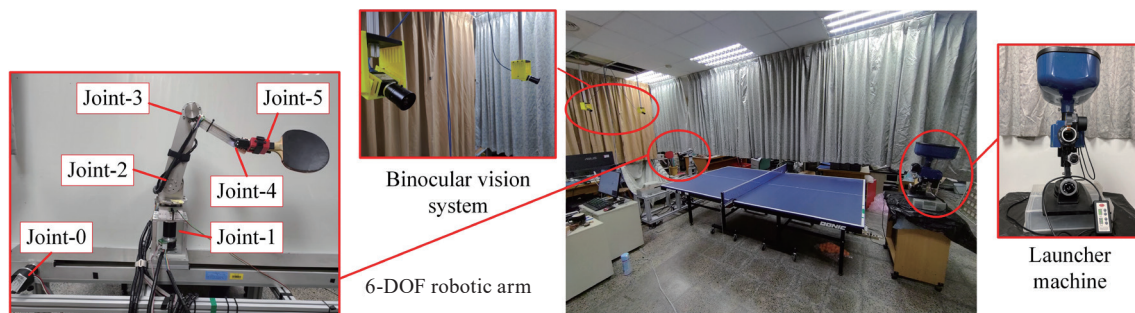 Joint-3
Joint-5
Joint-2
Joint-4
Joint-0
Joint-1
Binocular vision
system
6-DOF robotic arm
DONIC
Launcher
machine